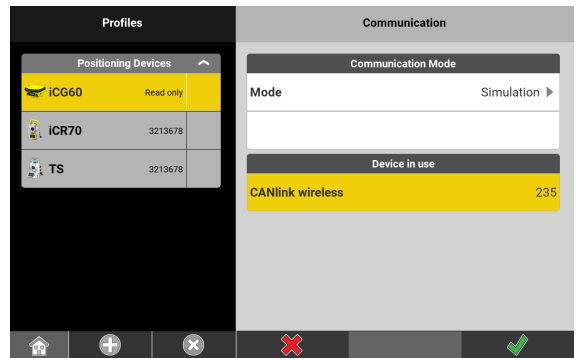 Profiles
Communication
Positioning Devices
iCG60 Read only
iCR70 3213678
TS 3213678
Communication Mode
Mode Simulation
Device in use
CANlink wireless 235